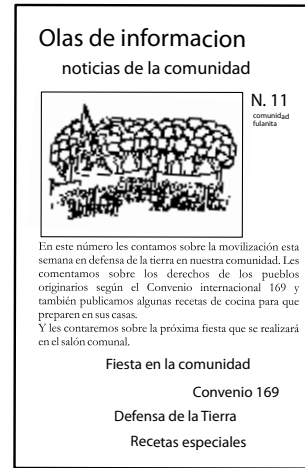 Olas de informacion
noticias de la comunidad
N. 11
comunidad
fulanita
En este número les contamos sobre la movilización esta
semana en defensa de la tierra en nuestra comunidad. Les
comentamos sobre los derechos de los pueblos
originarios según el Convenio internacional 169 y
también publicamos algunas recetas de cocina para que
preparen en sus casas.
Y les contaremos sobre la próxima fiesta que se realizará
en el salón comunal.
Fiesta en la comunidad
Convenio 169
Defensa de la Tierra
Recetas especiales